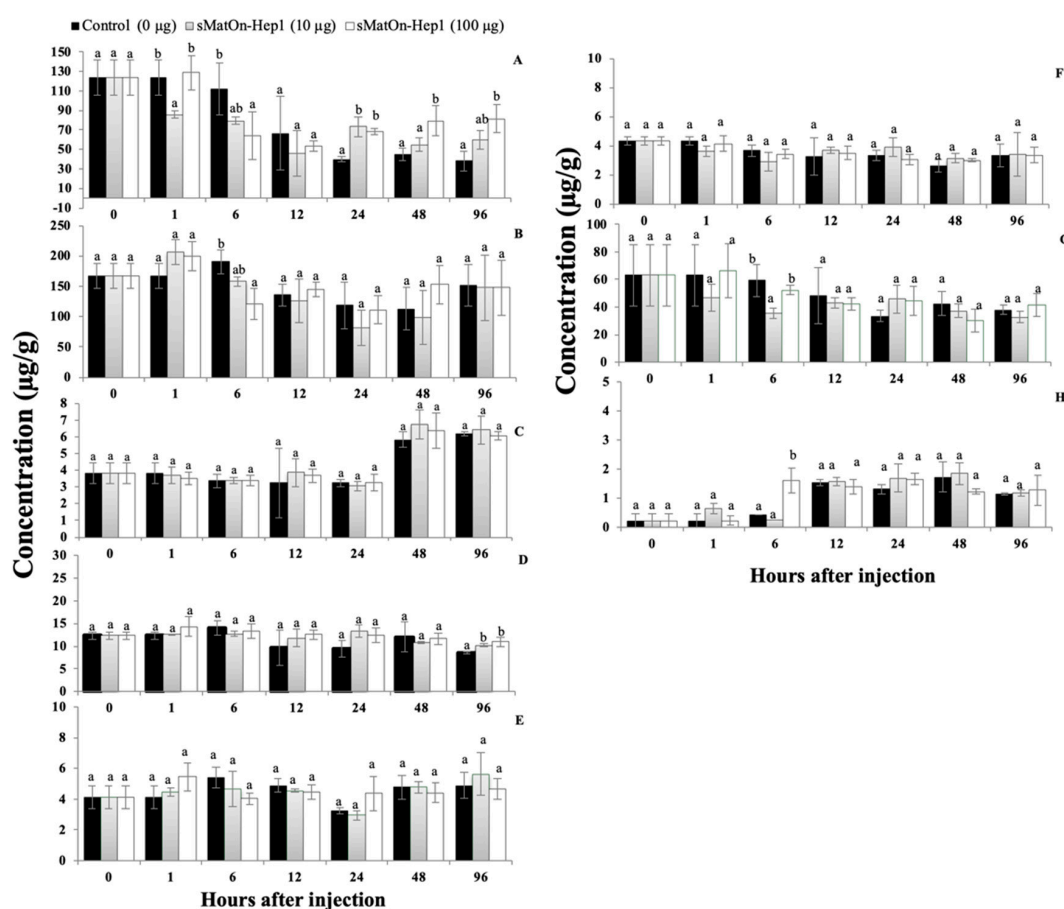 Control (0 µg) sMatOn-Hep1 (10 µg) sMatOn-Hep1 (100 µg)
Concentration (µg/g)
A
150
130
110
90
70
50
30
10
-10
a a a b a b b ab a a a a a b b a a b a ab b
0 1 6 12 24 48 96
B
250
200
150
100
50
0
a a a a a a b ab a a a a a a a a a a a a a
0 1 6 12 24 48 96
C
8
7
6
5
4
3
2
1
0
a a a a a a a a a a a a a a a a a a a a a
0 1 6 12 24 48 96
D
30
25
20
15
10
5
0
a a a a a a a a a a a a a a a a a a a b b
0 1 6 12 24 48 96
E
10
8
6
4
2
0
a a a a a a a a a a a a a a a a a a a a a
0 1 6 12 24 48 96
Hours after injection
Concentration (µg/g)
F
10
8
6
4
2
0
a a a a a a a a a a a a a a a a a a a a a
0 1 6 12 24 48 96
100
80
60
40
20
0
a a a a a a b a b a a a a a a a a a a a a
0 1 6 12 24 48 96
H
5
4
3
2
1
0
a a a a a a a a b a a a a a a a a a a a a
0 1 6 12 24 48 96
Hours after injection